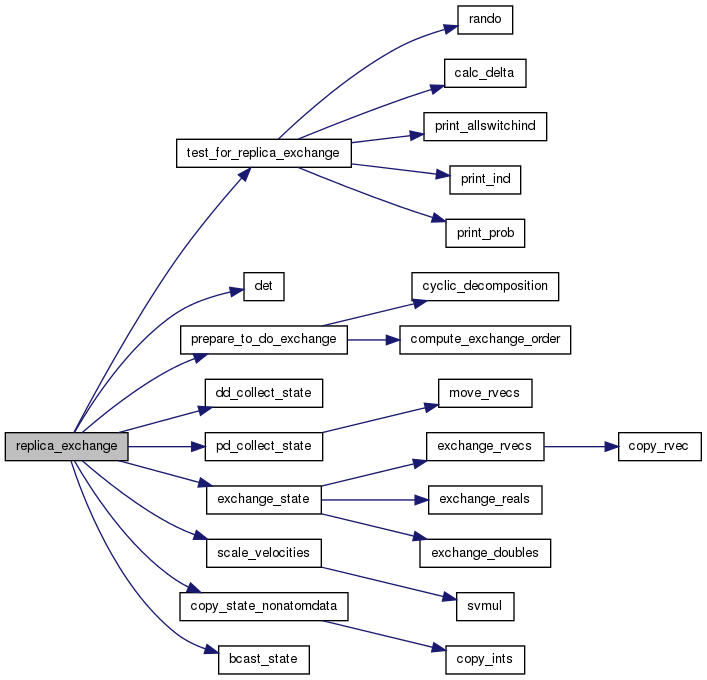 rando
calc_delta
print_allswitchind
test_for_replica_exchange
print_ind
print_prob
det
cyclic_decomposition
prepare_to_do_exchange
compute_exchange_order
dd_collect_state
move_rvecs
replica_exchange
pd_collect_state
exchange_rvecs
copy_rvec
exchange_state
exchange_reals
scale_velocities
exchange_doubles
copy_state_nonatomdata
svmul
bcast_state
copy_ints